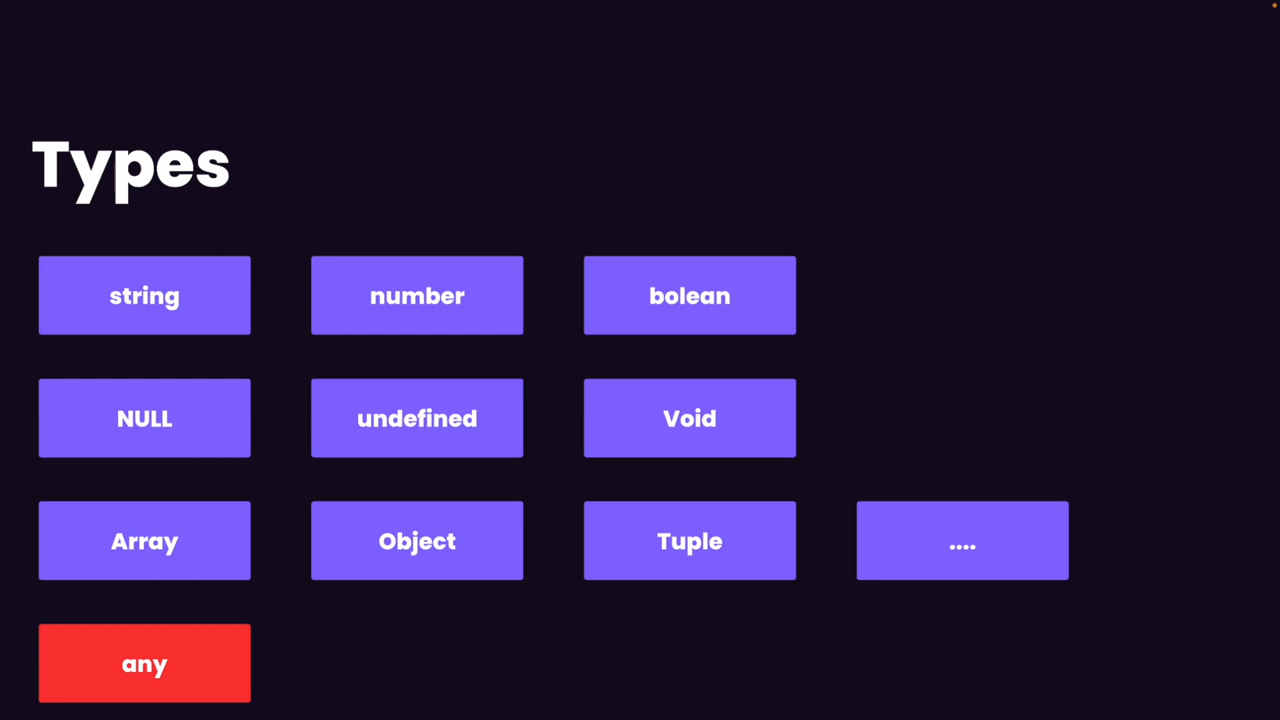 Types
string
number
bolean
NULL
undefined
Void
Array
Object
Tuple
....
any